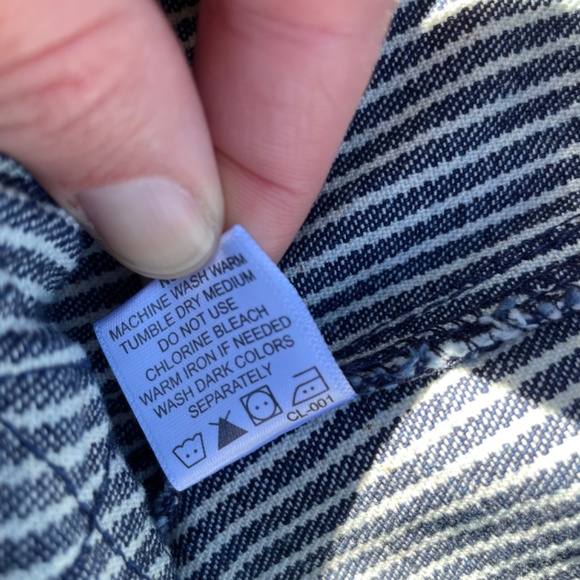 MACHINE WASH WARM
TUMBLE DRY MEDIUM
DO NOT USE
CHLORINE BLEACH
WARM IRON IF NEEDED
WASH DARK COLORS
SEPARATELY
CL-001